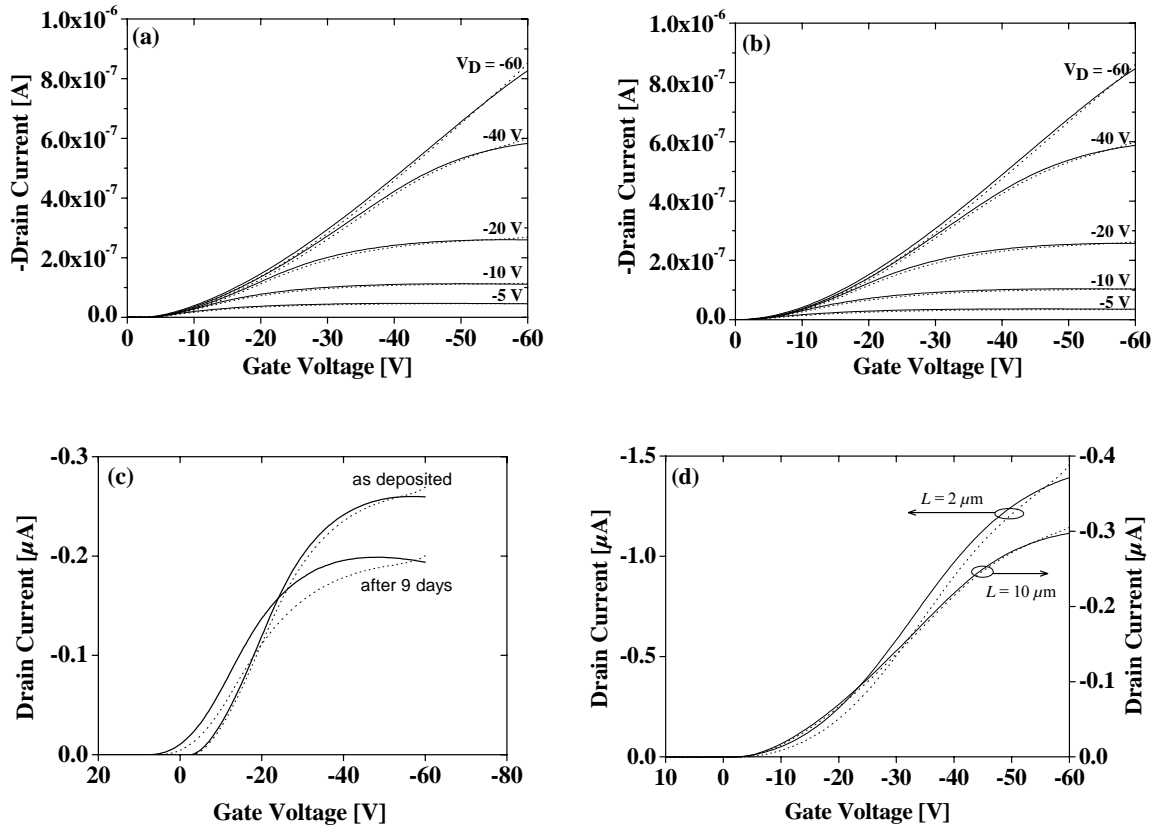 (a)
1.0x10⁻⁶
8.0x10⁻⁷
6.0x10⁻⁷
4.0x10⁻⁷
2.0x10⁻⁷
0.0
-Drain Current [A]
V_D = -60
-40 V
-20 V
-10 V
-5 V
0 -10 -20 -30 -40 -50 -60
Gate Voltage [V]
(b)
1.0x10⁻⁶
8.0x10⁻⁷
6.0x10⁻⁷
4.0x10⁻⁷
2.0x10⁻⁷
0.0
-Drain Current [A]
V_D = -60
-40 V
-20 V
-10 V
-5 V
0 -10 -20 -30 -40 -50 -60
Gate Voltage [V]
(c)
-0.3
-0.2
-0.1
0.0
Drain Current [µA]
as deposited
after 9 days
20 0 -20 -40 -60 -80
Gate Voltage [V]
(d)
-1.5
-1.0
-0.5
0.0
Drain Current [µA]
L = 2 µm
L = 10 µm
-0.4
-0.3
-0.2
-0.1
0.0
Drain Current [µA]
10 0 -10 -20 -30 -40 -50 -60
Gate Voltage [V]